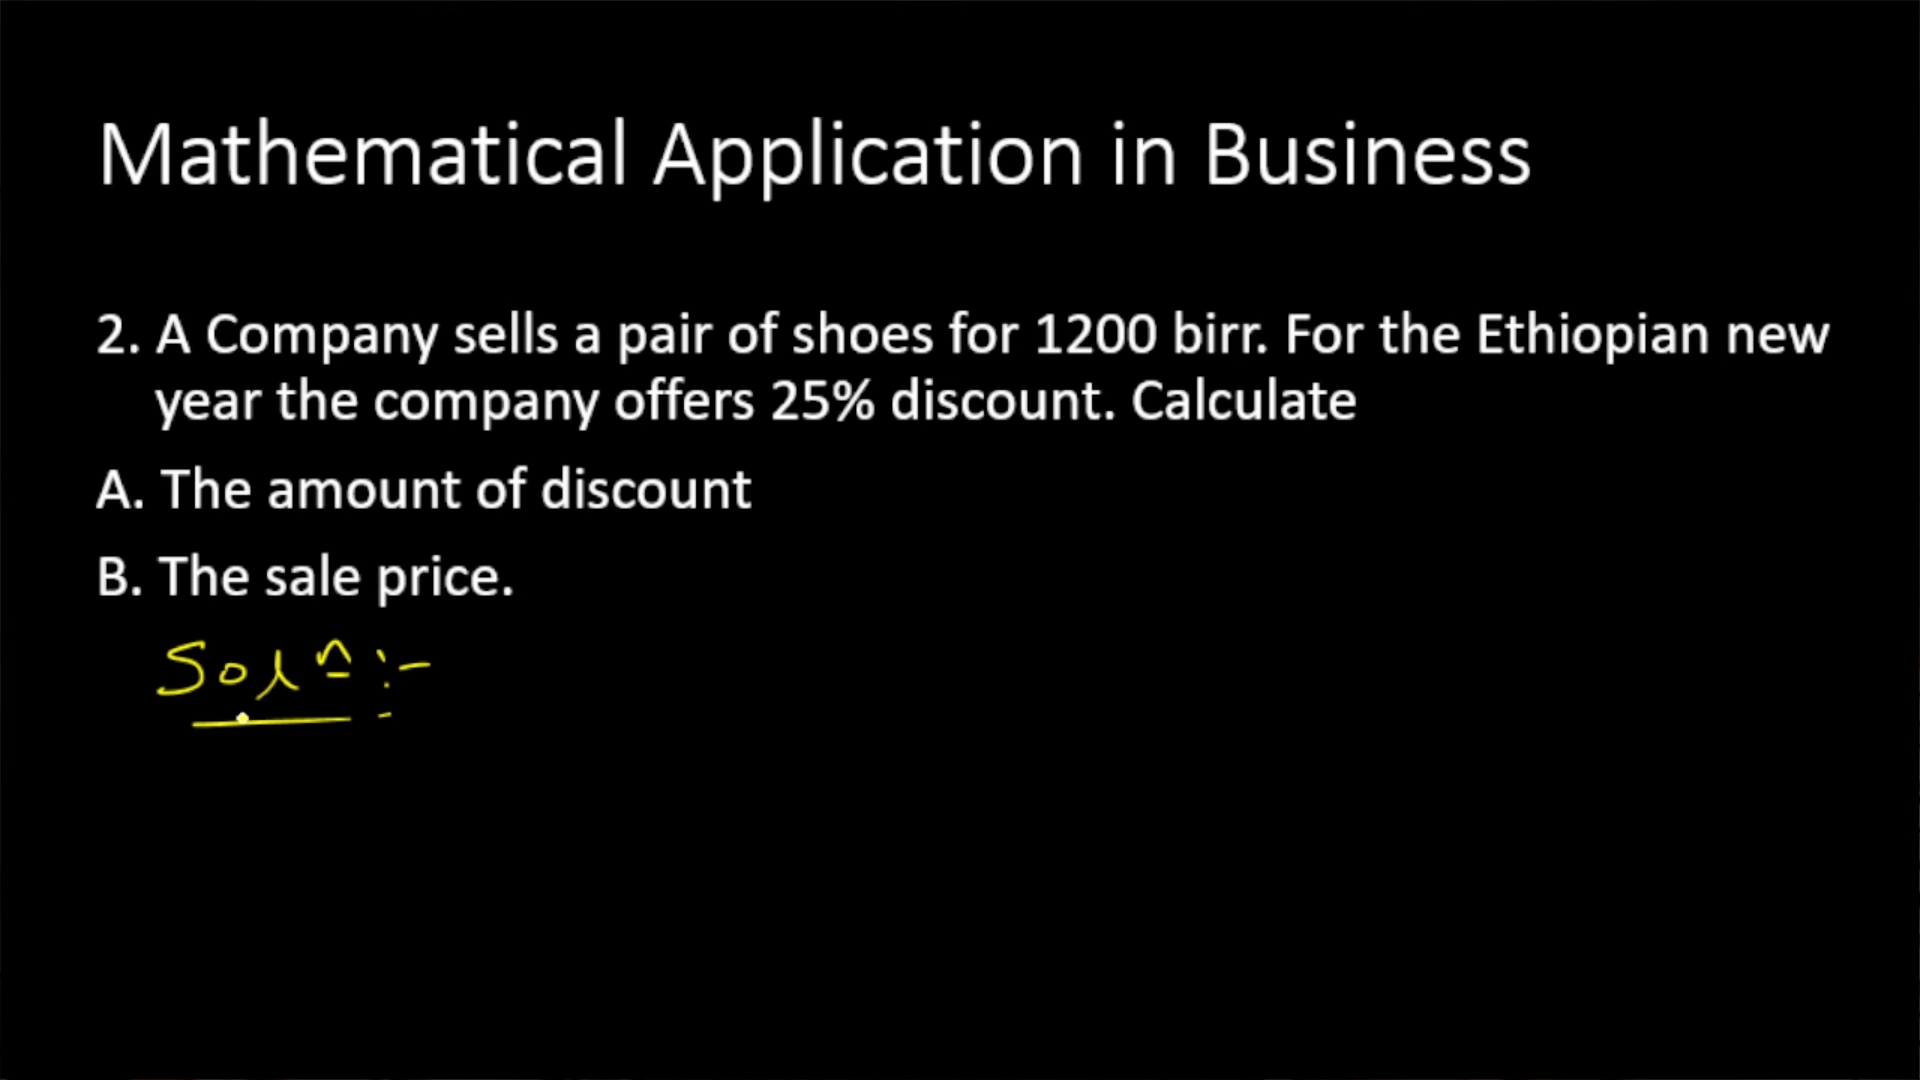 Mathematical Application in Business
2. A Company sells a pair of shoes for 1200 birr. For the Ethiopian new
year the company offers 25% discount. Calculate
A. The amount of discount
B. The sale price.
Solⁿ :-